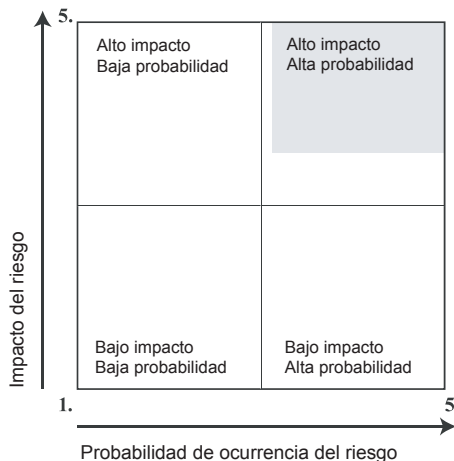 5.
Alto impacto
Baja probabilidad
Alto impacto
Alta probabilidad
Impacto del riesgo
Bajo impacto
Baja probabilidad
Bajo impacto
Alta probabilidad
1.
5
Probabilidad de ocurrencia del riesgo